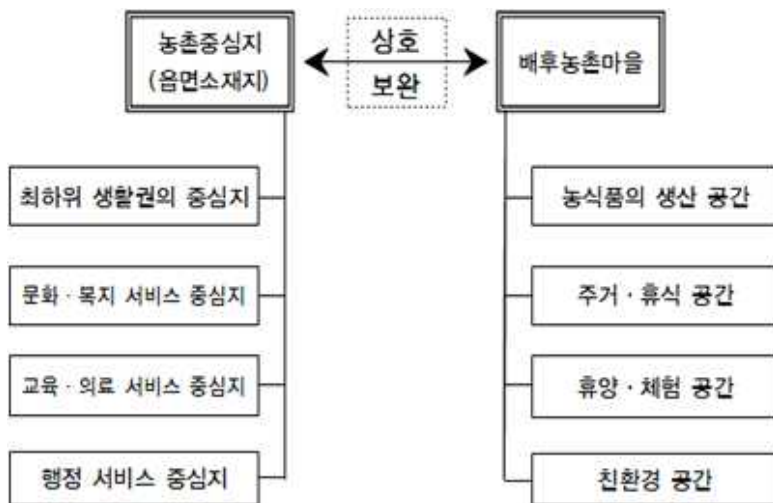 농촌중심지
(읍면소재지)
상호
보완
배후농촌마을
최하위 생활권의 중심지
문화·복지 서비스 중심지
교육·의료 서비스 중심지
행정 서비스 중심지
농식품의 생산 공간
주거·휴식 공간
휴양·체험 공간
친환경 공간